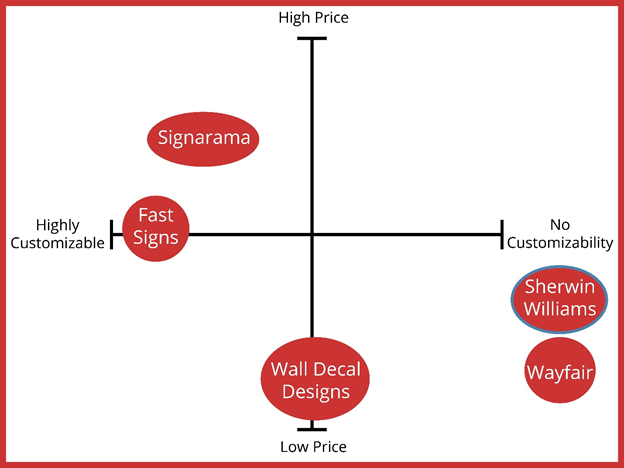 High Price
Signarama
Fast
Signs
Highly
Customizable
No
Customizability
Sherwin
Williams
Wall Decal
Designs
Wayfair
Low Price